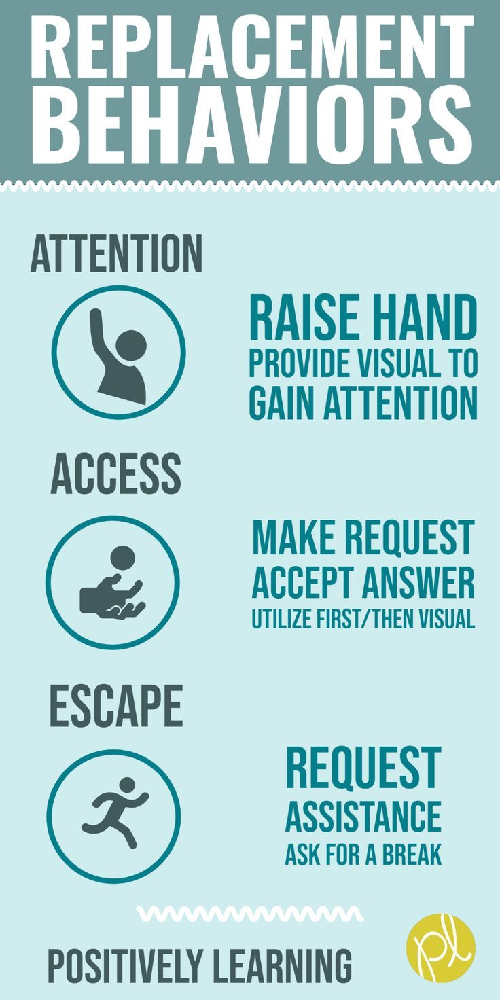 REPLACEMENT
BEHAVIORS
ATTENTION
RAISE HAND
PROVIDE VISUAL TO
GAIN ATTENTION
ACCESS
MAKE REQUEST
ACCEPT ANSWER
UTILIZE FIRST/THEN VISUAL
ESCAPE
REQUEST
ASSISTANCE
ASK FOR A BREAK
POSITIVELY LEARNING
pl